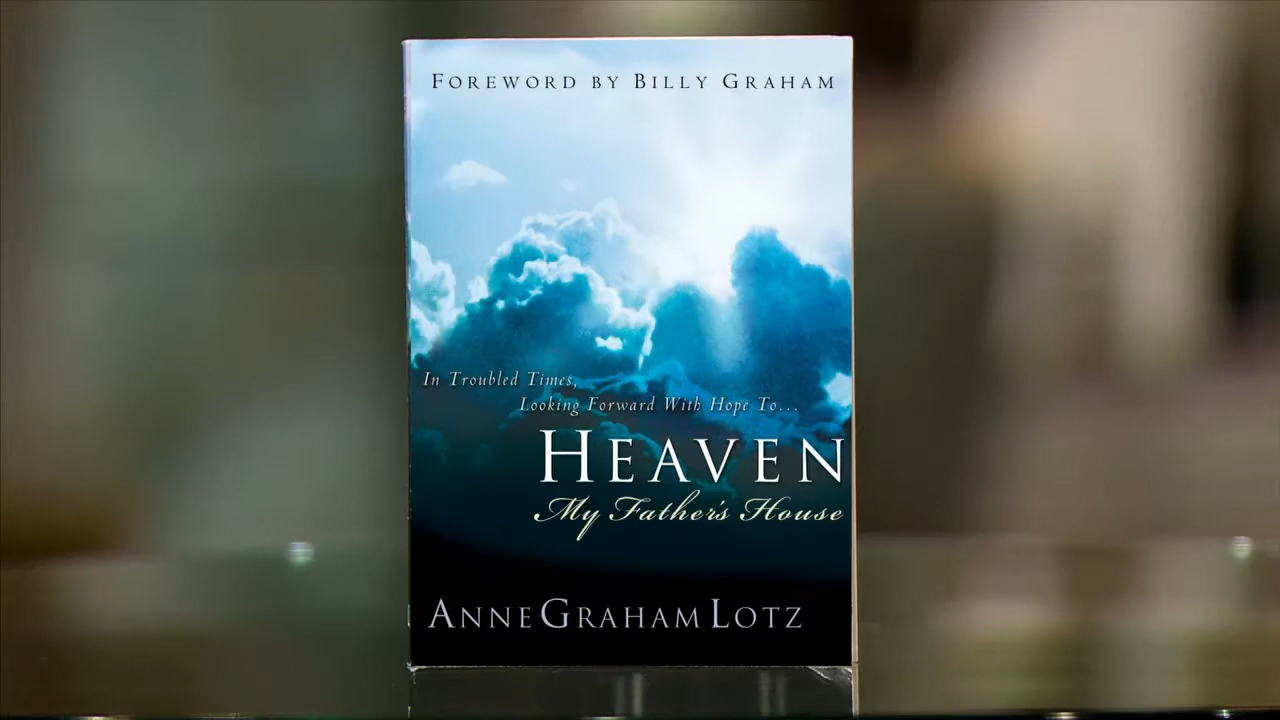 FOREWORD BY BILLY GRAHAM
In Troubled Times,
Looking Forward With Hope To...
HEAVEN
My Father's House
ANNE GRAHAM LOTZ